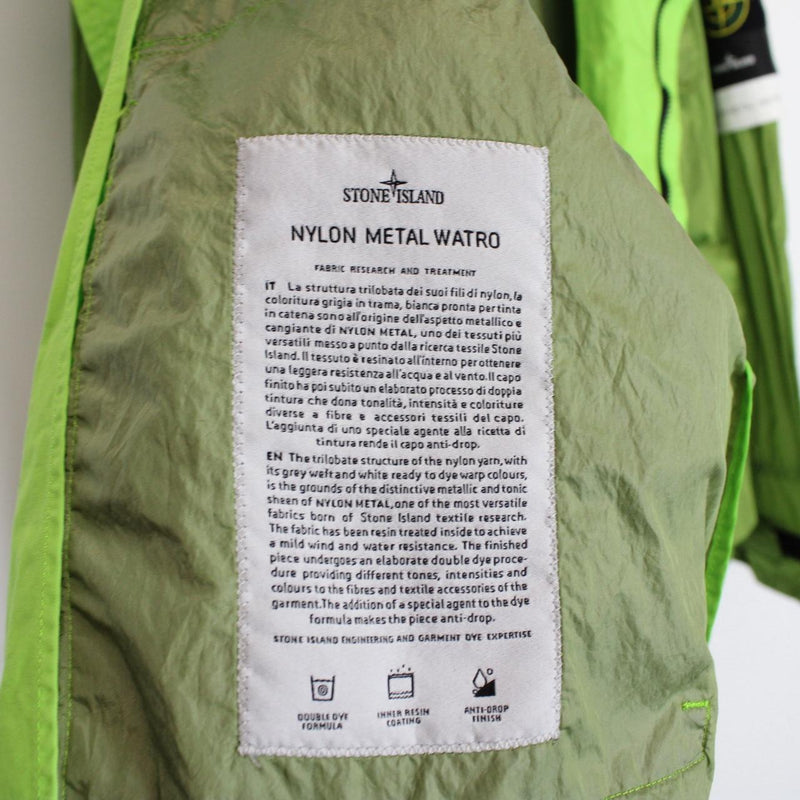 STONE ISLAND
NYLON METAL WATRO
FABRIC RESEARCH AND TREATMENT
IT La struttura trilobata dei suoi fili di nylon, la
coloritura grigia in trama, bianca pronta per tinta
in catena sono all'origine dell'aspetto metallico e
cangiante di NYLON METAL, uno dei tessuti più
versatili messo a punto dalla ricerca tessile Stone
Island. Il tessuto è resinato all'interno per ottenere
una leggera resistenza all'acqua e al vento. Il capo
finito ha poi subito un elaborato processo di doppia
tintura che dona tonalità, intensità e coloriture
diverse a fibre e accessori tessili del capo.
L'aggiunta di uno speciale agente alla ricetta di
tintura rende il capo anti-drop.
EN The trilobate structure of the nylon yarn, with
its grey weft and white ready to dye warp colours,
is the grounds of the distinctive metallic and tonic
sheen of NYLON METAL, one of the most versatile
fabrics born of Stone Island textile research.
The fabric has been resin treated inside to achieve
a mild wind and water resistance. The finished
piece undergoes an elaborate double dye proce-
dure providing different tones, intensities and
colours to the fibres and textile accessories of the
garment. The addition of a special agent to the dye
formula makes the piece anti-drop.
STONE ISLAND ENGINEERING AND GARMENT DYE EXPERTISE
DOUBLE DYE
FORMULA
INNER RESIN
COATING
ANTI-DROP
FINISH